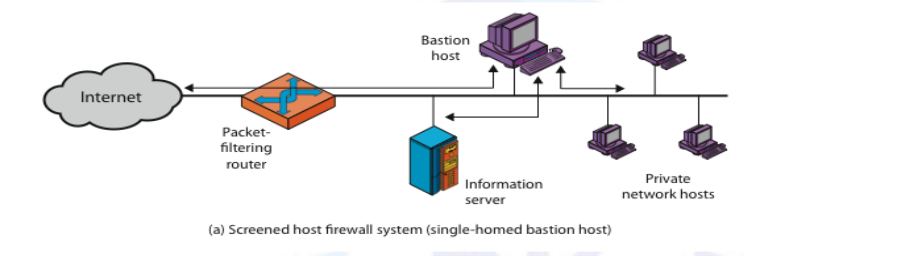 Bastion
host
Internet
Packet-
filtering
router
Information
server
Private
network hosts
(a) Screened host firewall system (single-homed bastion host)